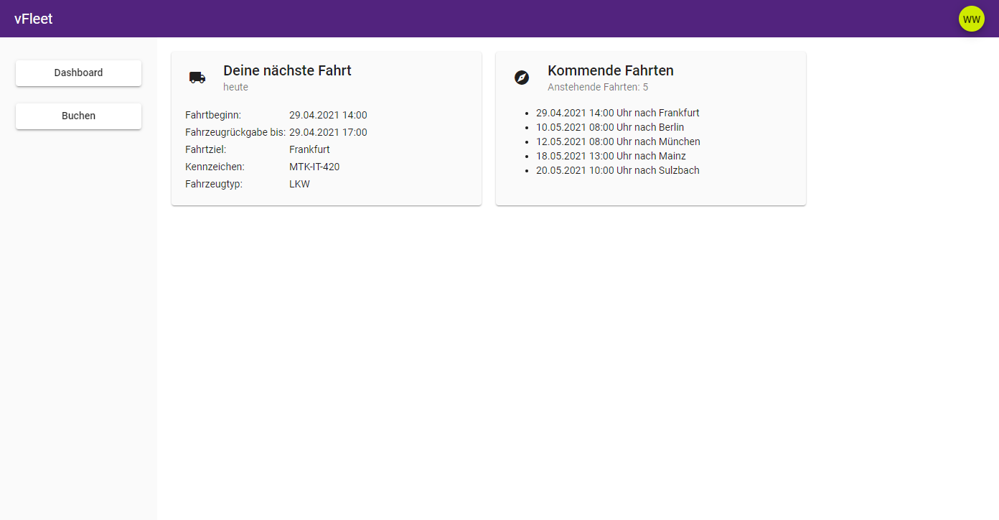 vFleet
WW
Dashboard
Buchen
Deine nächste Fahrt
heute
Fahrtbeginn: 29.04.2021 14:00
Fahrzeugrückgabe bis: 29.04.2021 17:00
Fahrtziel: Frankfurt
Kennzeichen: MTK-IT-420
Fahrzeugtyp: LKW
Kommende Fahrten
Anstehende Fahrten: 5
• 29.04.2021 14:00 Uhr nach Frankfurt
• 10.05.2021 08:00 Uhr nach Berlin
• 12.05.2021 08:00 Uhr nach München
• 18.05.2021 13:00 Uhr nach Mainz
• 20.05.2021 10:00 Uhr nach Sulzbach